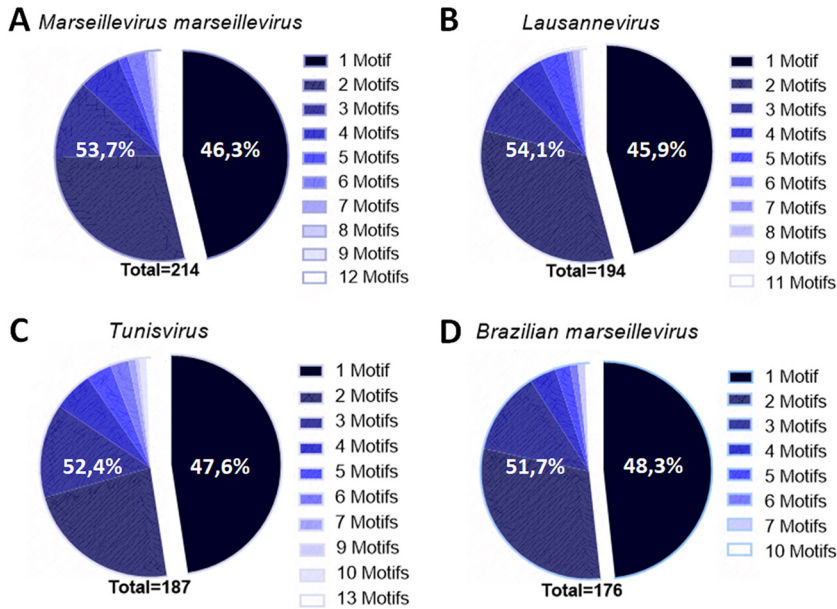 A Marseillevirus marseillevirus
53,7%
46,3%
1 Motif
2 Motifs
3 Motifs
4 Motifs
5 Motifs
6 Motifs
7 Motifs
8 Motifs
9 Motifs
12 Motifs
Total=214
B Lausannevirus
54,1%
45,9%
1 Motif
2 Motifs
3 Motifs
4 Motifs
5 Motifs
6 Motifs
7 Motifs
8 Motifs
9 Motifs
11 Motifs
Total=194
C Tunisvirus
52,4%
47,6%
1 Motif
2 Motifs
3 Motifs
4 Motifs
5 Motifs
6 Motifs
7 Motifs
9 Motifs
10 Motifs
13 Motifs
Total=187
D Brazilian marseillevirus
51,7%
48,3%
1 Motif
2 Motifs
3 Motifs
4 Motifs
5 Motifs
6 Motifs
7 Motifs
10 Motifs
Total=176